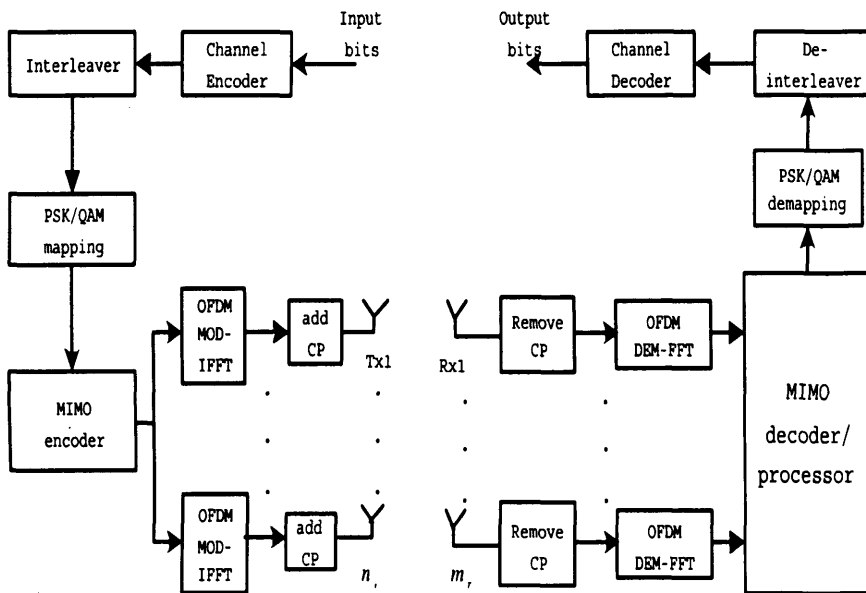 Input
bits
Output
bits
Interleaver
Channel
Encoder
Channel
Decoder
De-
interleaver
PSK/QAM
mapping
PSK/QAM
demapping
OFDM
MOD-
IFFT
add
CP
Tx1
Rx1
Remove
CP
OFDM
DEM-FFT
MIMO
encoder
MIMO
decoder/
processor
OFDM
MOD-
IFFT
add
CP
Remove
CP
OFDM
DEM-FFT
n
m